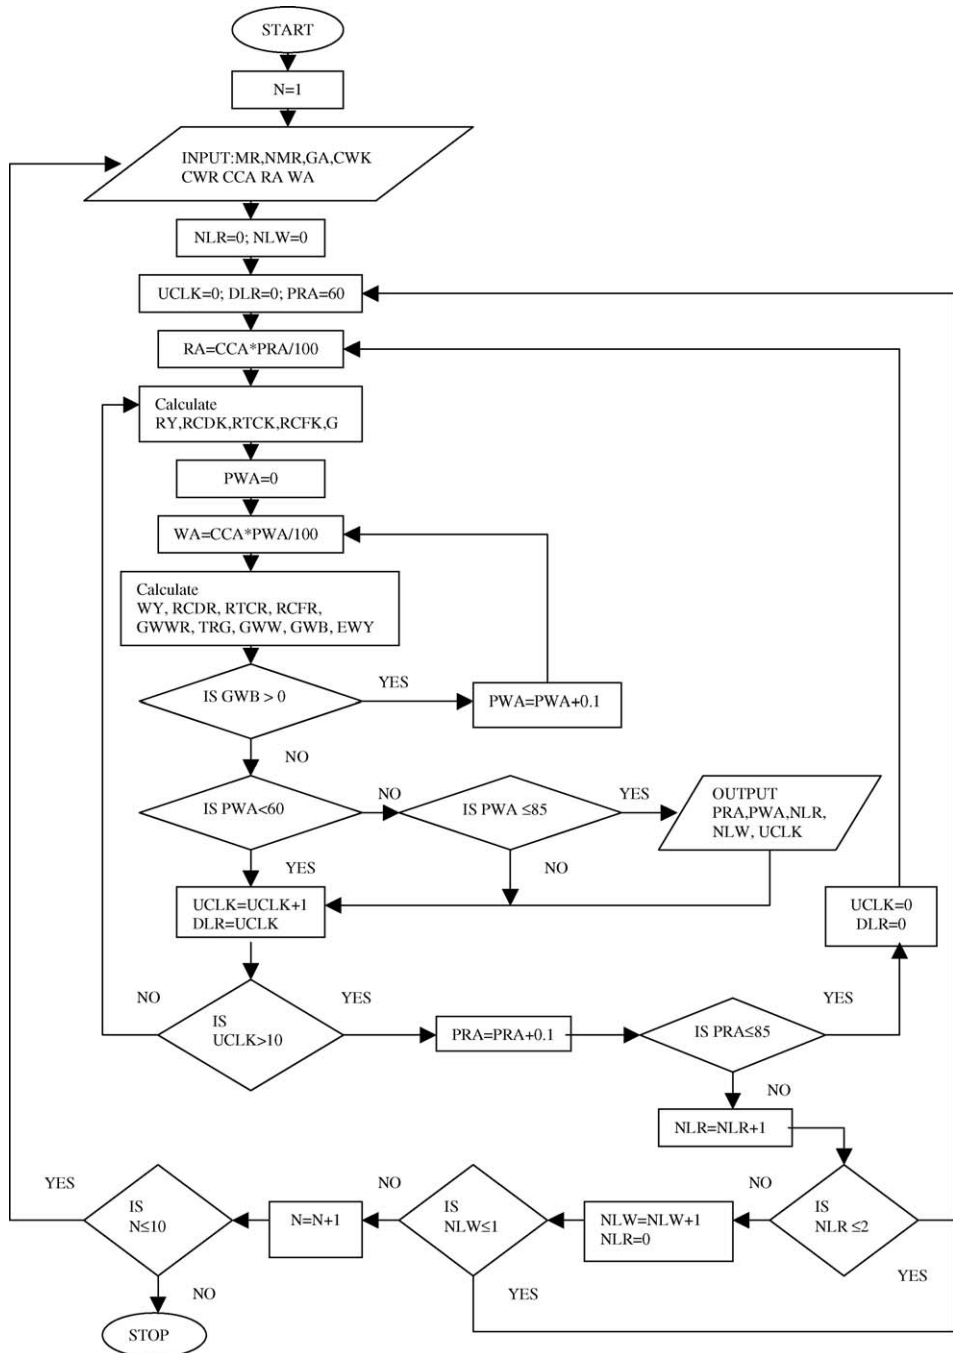 START
N=1
INPUT:MR,NMR,GA,CWK
CWR CCA RA WA
NLR=0; NLW=0
UCLK=0; DLR=0; PRA=60
RA=CCA*PRA/100
Calculate
RY,RCDK,RTCK,RCFK,G
PWA=0
WA=CCA*PWA/100
Calculate
WY, RCDR, RTCR, RCFR,
GWWR, TRG, GWW, GWB, EWY
IS GWB > 0
YES
PWA=PWA+0.1
NO
IS PWA<60
NO
IS PWA ≤85
YES
OUTPUT
PRA,PWA,NLR,
NLW, UCLK
YES
NO
UCLK=UCLK+1
DLR=UCLK
UCLK=0
DLR=0
NO
IS
UCLK>10
YES
PRA=PRA+0.1
IS PRA≤85
YES
NO
NLR=NLR+1
YES
IS
N≤10
N=N+1
NO
IS
NLW≤1
NLW=NLW+1
NLR=0
NO
IS
NLR ≤2
YES
YES
NO
STOP